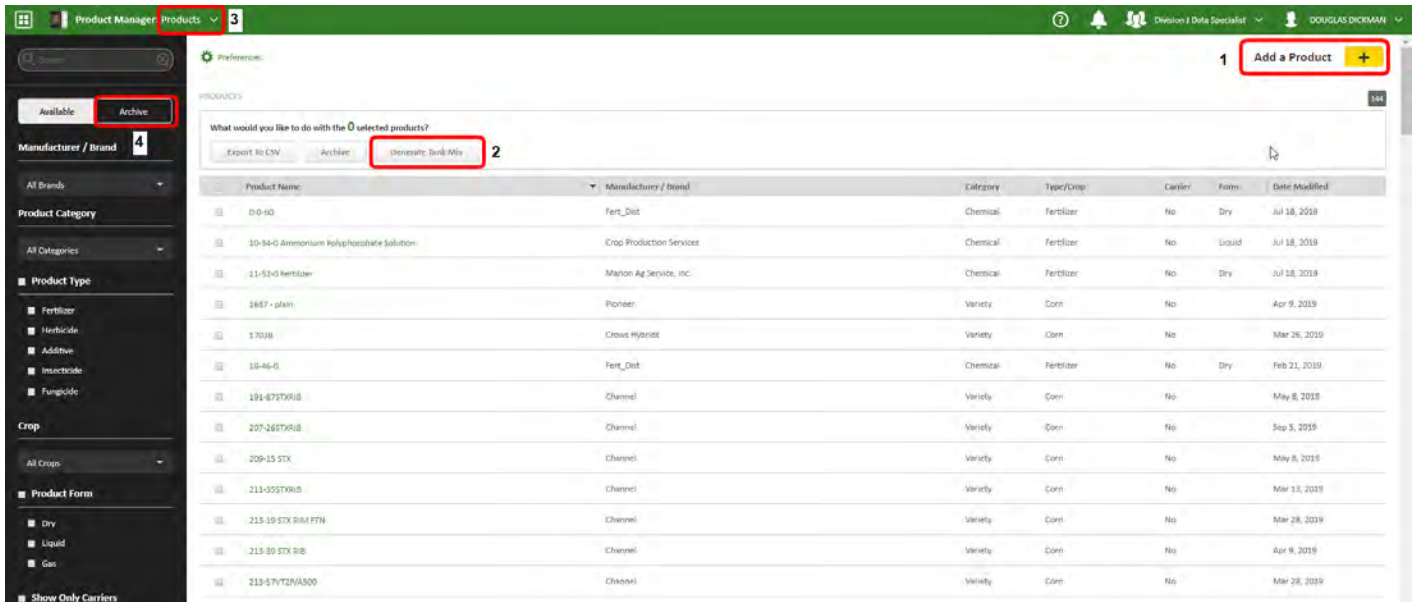 Product Manager: Products 3
Division J Data Specialist
DOUGLAS DICKMAN
Search
Preferences
1 Add a Product +
PRODUCTS
144
Available Archive
4
What would you like to do with the 0 selected products?
Export To CSV Archive Generate Tank Mix 2
Manufacturer / Brand
All Brands
Product Category
All Categories
Product Type
Fertilizer
Herbicide
Additive
Insecticide
Fungicide
Crop
All Crops
Product Form
Dry
Liquid
Gas
Show Only Carriers
Product Name Manufacturer / Brand Category Type/Crop Carrier Form Date Modified
0-0-60 Fert_Dist Chemical Fertilizer No Dry Jul 18, 2019
10-34-0 Ammonium Polyphosphate Solution Crop Production Services Chemical Fertilizer No Liquid Jul 18, 2019
11-52-0 Fertilizer Marion Ag Service, Inc. Chemical Fertilizer No Dry Jul 18, 2019
1637 - plain Pioneer Variety Corn No Apr 9, 2019
Crows Hybrids Variety Corn No Mar 26, 2019
18-46-0 Fert_Dist Chemical Fertilizer No Dry Feb 21, 2019
191-87STXRIB Channel Variety Corn No May 8, 2019
207-26STXRIB Channel Variety Corn No Sep 5, 2019
209-15 STX Channel Variety Corn No May 8, 2019
211-35STXRIB Channel Variety Corn No Mar 13, 2019
213-19 STX Channel Variety Corn No Mar 28, 2019
213-39 STX RIB Channel Variety Corn No Apr 9, 2019
Channel Variety Corn No Mar 28, 2019